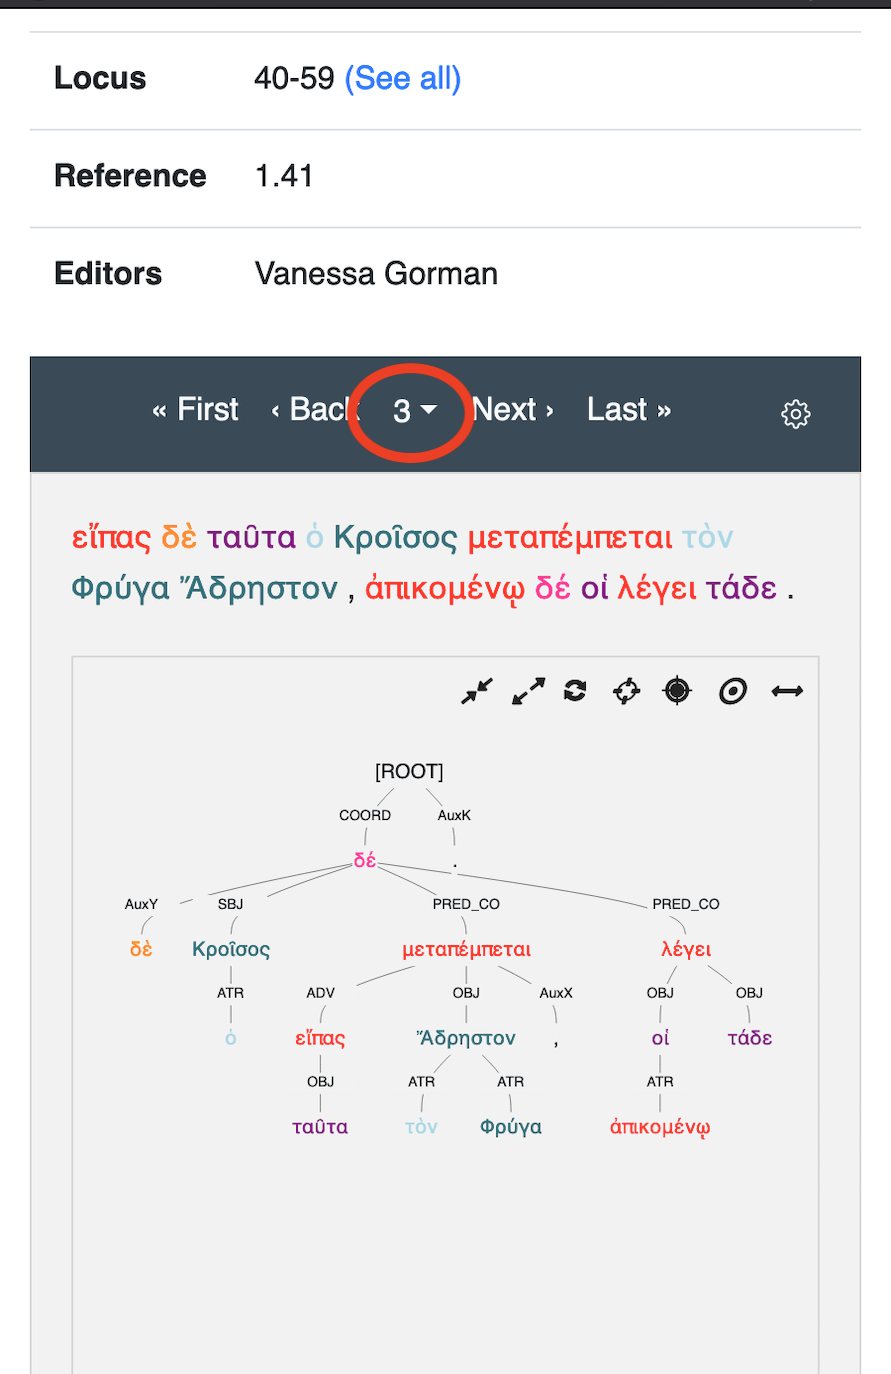 Locus 40-59 (See all)
Reference 1.41
Editors Vanessa Gorman
« First ‹ Back 3 Next › Last »
εἴπας δὲ ταῦτα ὁ Κροῖσος μεταπέμπεται τὸν
Φρύγα Ἄδρηστον , ἀπικομένῳ δέ οἱ λέγει τάδε .
[ROOT]
COORD AuxK
δέ .
AuxY SBJ PRED_CO PRED_CO
δὲ Κροῖσος μεταπέμπεται λέγει
ATR ADV OBJ AuxX OBJ OBJ
ὁ εἴπας Ἄδρηστον , οἱ τάδε
OBJ ATR ATR ATR
ταῦτα τὸν Φρύγα ἀπικομένῳ